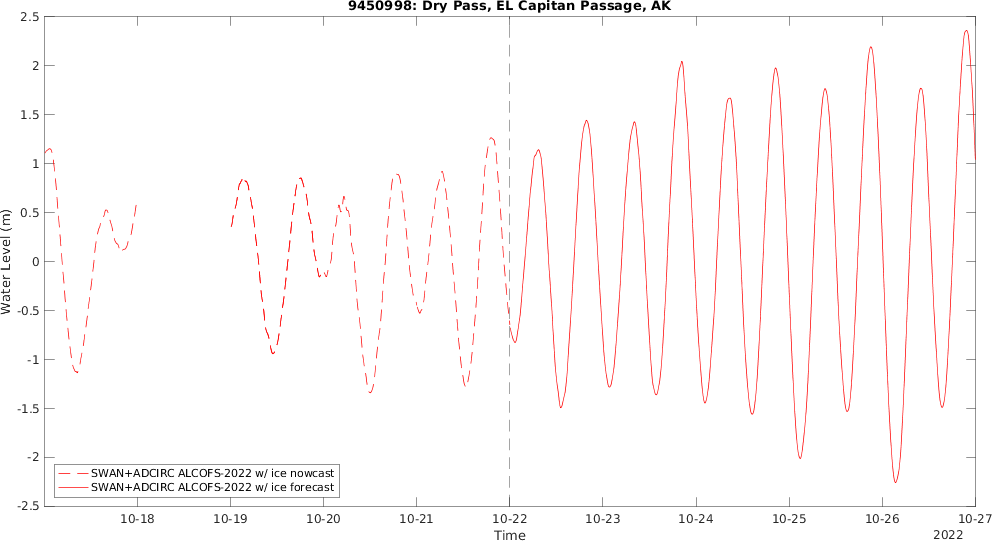 9450998: Dry Pass, EL Capitan Passage, AK
2.5
2
1.5
1
0.5
0
-0.5
-1
-1.5
-2
-2.5
Water Level (m)
SWAN+ADCIRC ALCOFS-2022 w/ ice nowcast
SWAN+ADCIRC ALCOFS-2022 w/ ice forecast
10-18 10-19 10-20 10-21 10-22 10-23 10-24 10-25 10-26 10-27
Time
2022